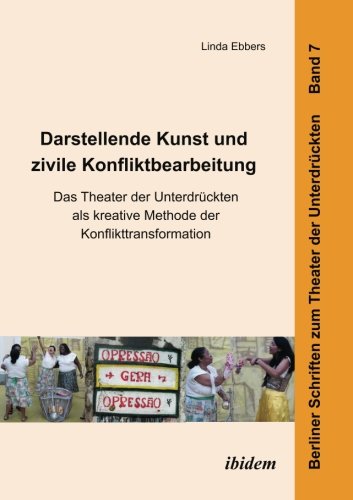 Linda Ebbers
Darstellende Kunst und
zivile Konfliktbearbeitung
Das Theater der Unterdrückten
als kreative Methode der
Konflikttransformation
OPRESSÃO
GERA
OPRESSÃO
ibidem
Berliner Schriften zum Theater der Unterdrückten Band 7